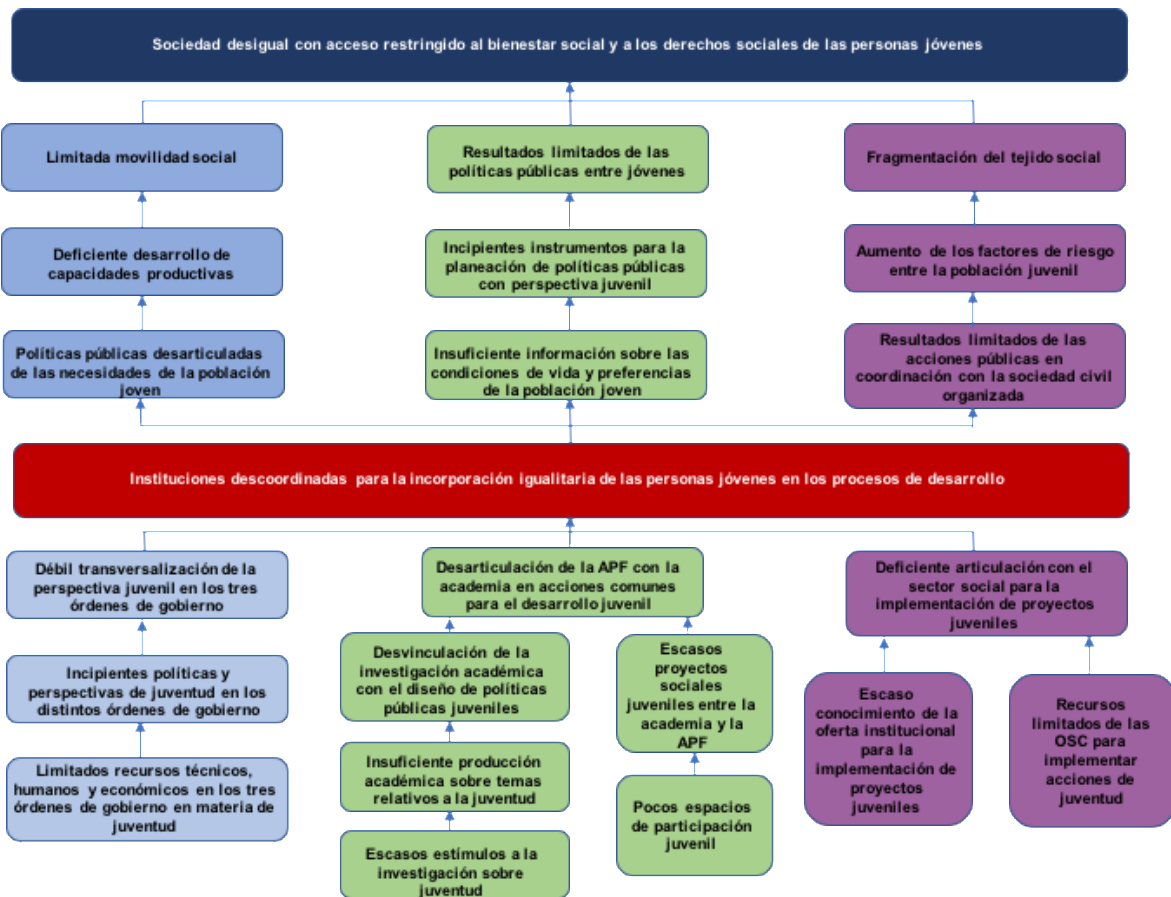 Sociedad desigual con acceso restringido al bienestar social y a los derechos sociales de las personas jóvenes
Limitada movilidad social
Resultados limitados de las
políticas públicas entre jóvenes
Fragmentación del tejido social
Deficiente desarrollo de
capacidades productivas
Incipientes instrumentos para la
planeación de políticas públicas
con perspectiva juvenil
Aumento de los factores de riesgo
entre la población juvenil
Políticas públicas desarticuladas
de las necesidades de la población
joven
Insuficiente información sobre las
condiciones de vida y preferencias
de la población joven
Resultados limitados de las
acciones públicas en
coordinación con la sociedad civil
organizada
Instituciones descoordinadas para la incorporación igualitaria de las personas jóvenes en los procesos de desarrollo
Débil transversalización de la
perspectiva juvenil en los tres
órdenes de gobierno
Desarticulación de la APF con la
academia en acciones comunes
para el desarrollo juvenil
Deficiente articulación con el
sector social para la
implementación de proyectos
juveniles
Incipientes políticas y
perspectivas de juventud en los
distintos órdenes de gobierno
Desvinculación de la
investigación académica
con el diseño de políticas
públicas juveniles
Escasos
proyectos
sociales
juveniles entre la
academia y la
APF
Escaso
conocimiento de la
oferta institucional
para la
implementación de
proyectos
juveniles
Recursos
limitados de las
OSC para
implementar
acciones de
juventud
Limitados recursos técnicos,
humanos y económicos en los tres
órdenes de gobierno en materia de
juventud
Insuficiente producción
académica sobre temas
relativos a la juventud
Pocos espacios
de participación
juvenil
Escasos estímulos a la
investigación sobre
juventud